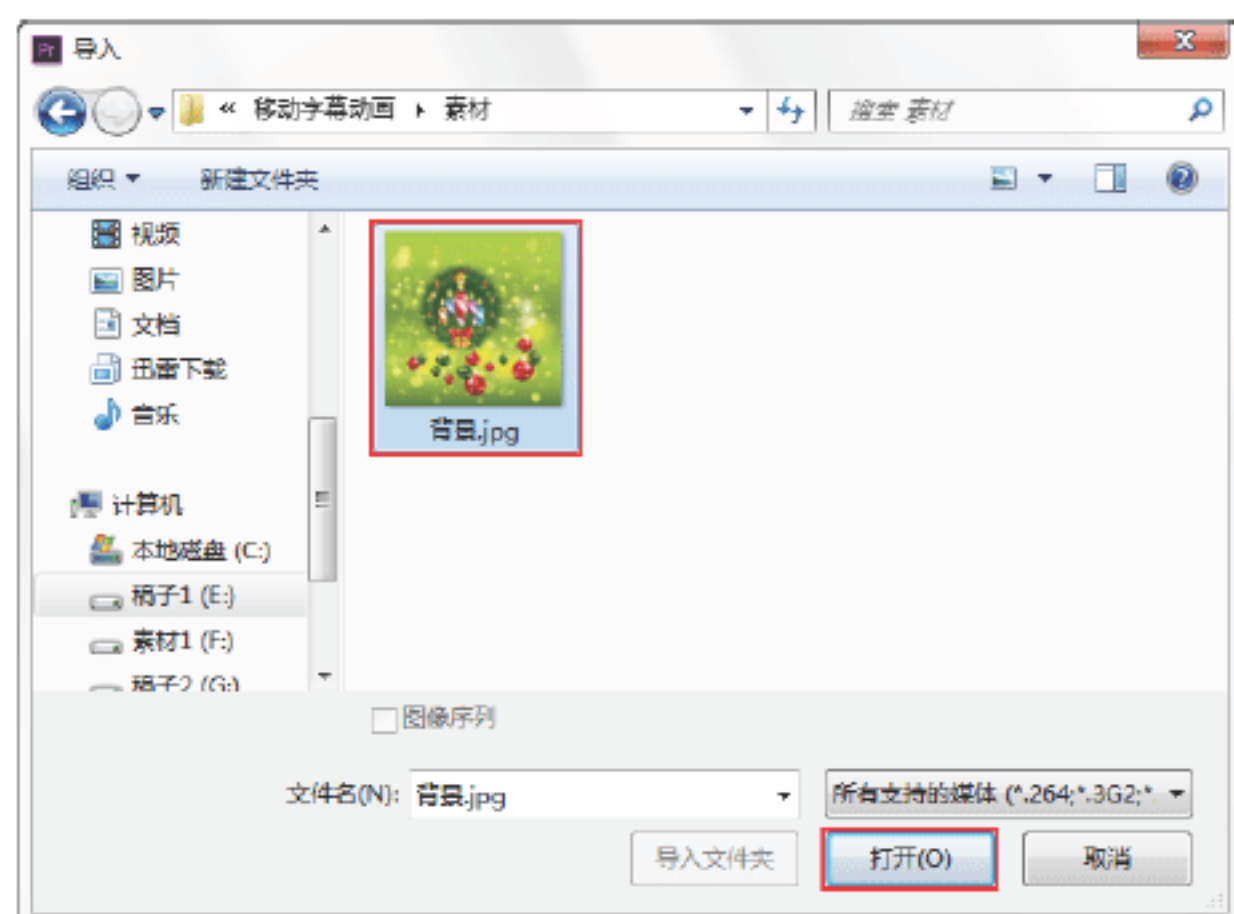 Pr 导入
« 移动字幕动画 ▸ 素材
搜索 素材
组织 新建文件夹
视频
图片
文档
迅雷下载
音乐
计算机
本地磁盘 (C:)
稿子1 (E:)
素材1 (F:)
稿子2 (G:)
背景.jpg
图像序列
文件名(N): 背景.jpg
所有支持的媒体 (*.264;*.3G2;*.
导入文件夹 打开(O) 取消